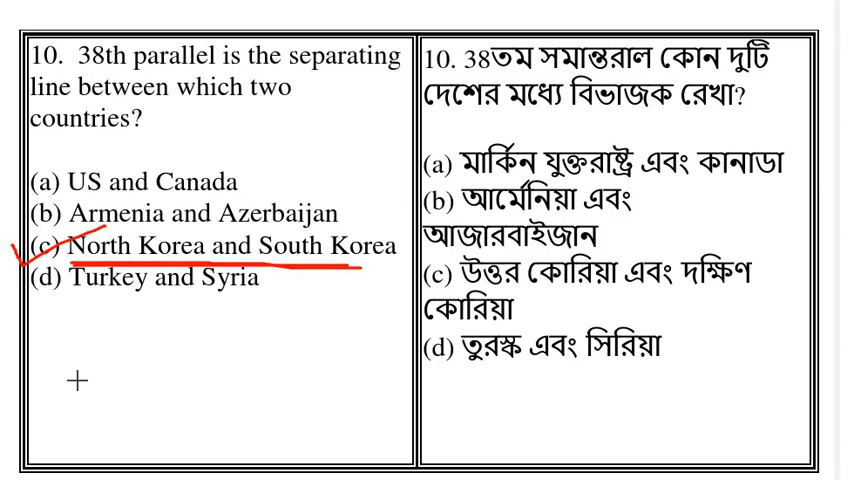 10. 38th parallel is the separating
line between which two
countries?
(a) US and Canada
(b) Armenia and Azerbaijan
(c) North Korea and South Korea
(d) Turkey and Syria
10. 38তম সমান্তরাল কোন দুটি
দেশের মধ্যে বিভাজক রেখা?
(a) মার্কিন যুক্তরাষ্ট্র এবং কানাডা
(b) আর্মেনিয়া এবং
আজারবাইজান
(c) উত্তর কোরিয়া এবং দক্ষিণ
কোরিয়া
(d) তুরস্ক এবং সিরিয়া